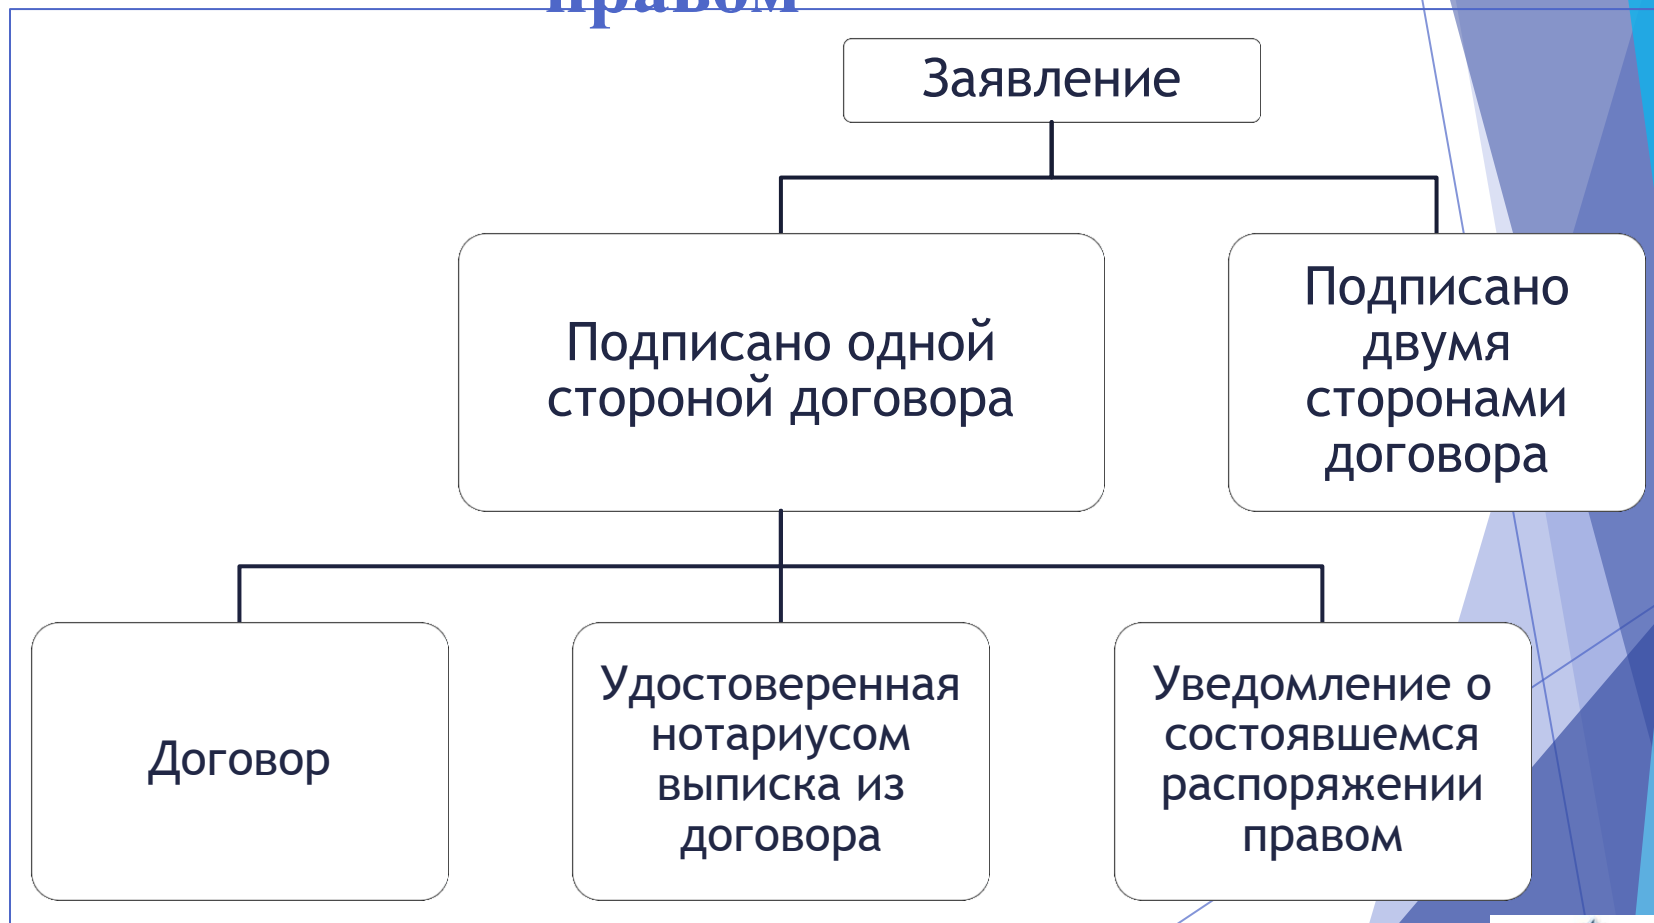 правом
Заявление
Подписано одной
стороной договора
Подписано
двумя
сторонами
договора
Договор
Удостоверенная
нотариусом
выписка из
договора
Уведомление о
состоявшемся
распоряжении
правом